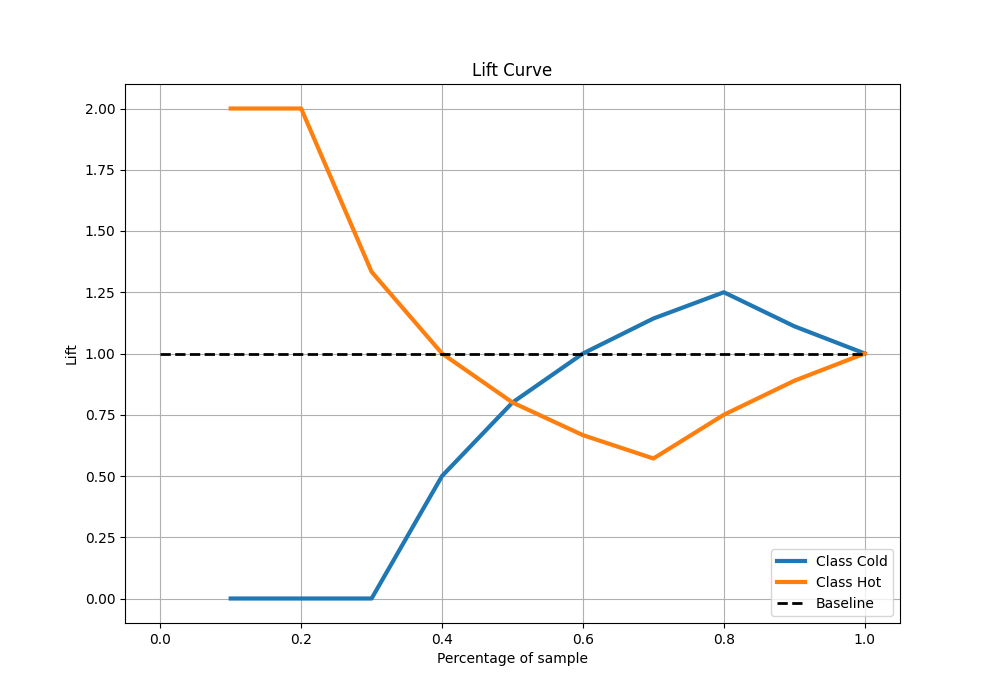 Lift Curve
2.00
1.75
1.50
1.25
1.00
0.75
0.50
0.25
0.00
Lift
0.0 0.2 0.4 0.6 0.8 1.0
Percentage of sample
Class Cold
Class Hot
Baseline